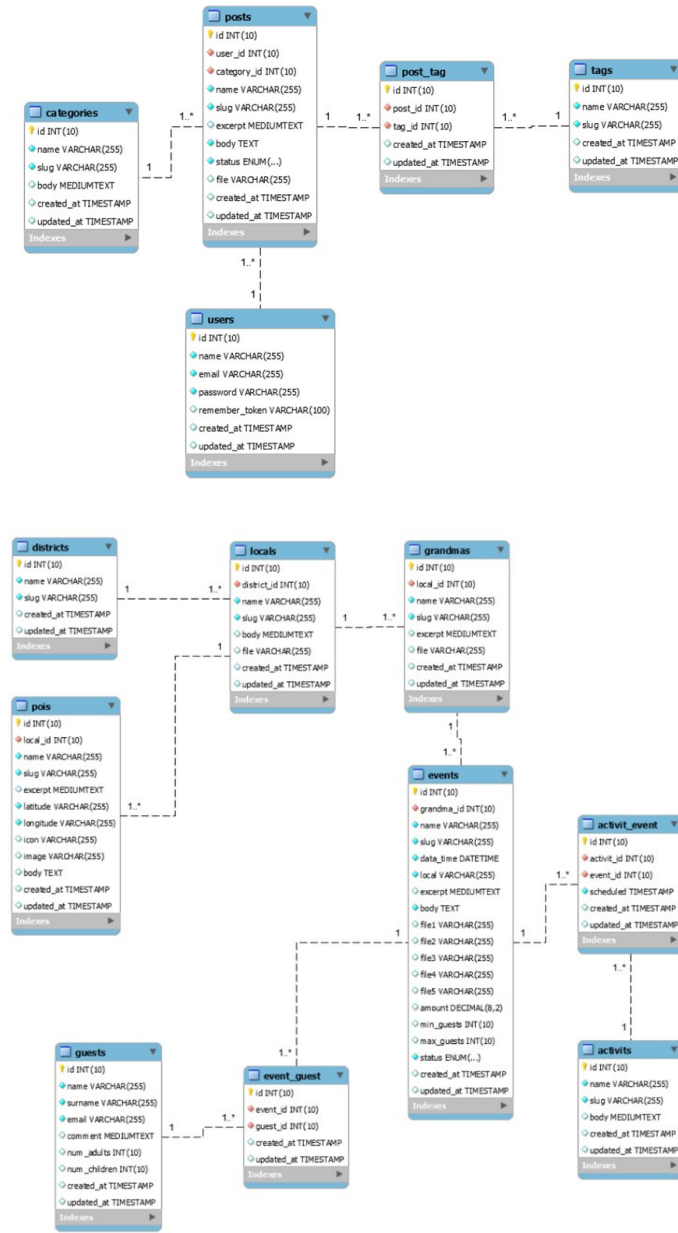 posts
id INT(10)
user_id INT(10)
category_id INT(10)
name VARCHAR(255)
slug VARCHAR(255)
excerpt MEDIUMTEXT
body TEXT
status ENUM(...)
file VARCHAR(255)
created_at TIMESTAMP
updated_at TIMESTAMP
Indexes
categories
id INT(10)
name VARCHAR(255)
slug VARCHAR(255)
body MEDIUMTEXT
created_at TIMESTAMP
updated_at TIMESTAMP
Indexes
1
1..*
post_tag
id INT(10)
post_id INT(10)
tag_id INT(10)
created_at TIMESTAMP
updated_at TIMESTAMP
Indexes
1
1..*
tags
id INT(10)
name VARCHAR(255)
slug VARCHAR(255)
created_at TIMESTAMP
updated_at TIMESTAMP
Indexes
1..*
1
1..*
1
users
id INT(10)
name VARCHAR(255)
email VARCHAR(255)
password VARCHAR(255)
remember_token VARCHAR(100)
created_at TIMESTAMP
updated_at TIMESTAMP
Indexes
districts
id INT(10)
name VARCHAR(255)
slug VARCHAR(255)
created_at TIMESTAMP
updated_at TIMESTAMP
Indexes
1
1..*
locals
id INT(10)
district_id INT(10)
name VARCHAR(255)
slug VARCHAR(255)
body MEDIUMTEXT
file VARCHAR(255)
created_at TIMESTAMP
updated_at TIMESTAMP
Indexes
1
1..*
grandmas
id INT(10)
local_id INT(10)
name VARCHAR(255)
slug VARCHAR(255)
excerpt MEDIUMTEXT
file VARCHAR(255)
created_at TIMESTAMP
updated_at TIMESTAMP
Indexes
1
1..*
pois
id INT(10)
local_id INT(10)
name VARCHAR(255)
slug VARCHAR(255)
excerpt MEDIUMTEXT
latitude VARCHAR(255)
longitude VARCHAR(255)
icon VARCHAR(255)
image VARCHAR(255)
body TEXT
created_at TIMESTAMP
updated_at TIMESTAMP
Indexes
1
1..*
events
id INT(10)
grandma_id INT(10)
name VARCHAR(255)
slug VARCHAR(255)
data_time DATETIME
local VARCHAR(255)
excerpt MEDIUMTEXT
body TEXT
file1 VARCHAR(255)
file2 VARCHAR(255)
file3 VARCHAR(255)
file4 VARCHAR(255)
file5 VARCHAR(255)
amount DECIMAL(8,2)
min_guests INT(10)
max_guests INT(10)
status ENUM(...)
created_at TIMESTAMP
updated_at TIMESTAMP
Indexes
1
1..*
activit_event
id INT(10)
activit_id INT(10)
event_id INT(10)
scheduled TIMESTAMP
created_at TIMESTAMP
updated_at TIMESTAMP
Indexes
1..*
1
activits
id INT(10)
name VARCHAR(255)
slug VARCHAR(255)
body MEDIUMTEXT
created_at TIMESTAMP
updated_at TIMESTAMP
Indexes
1
1..*
guests
id INT(10)
name VARCHAR(255)
surname VARCHAR(255)
email VARCHAR(255)
comment MEDIUMTEXT
num_adults INT(10)
num_children INT(10)
created_at TIMESTAMP
updated_at TIMESTAMP
Indexes
1
1..*
event_guest
id INT(10)
event_id INT(10)
guest_id INT(10)
created_at TIMESTAMP
updated_at TIMESTAMP
Indexes